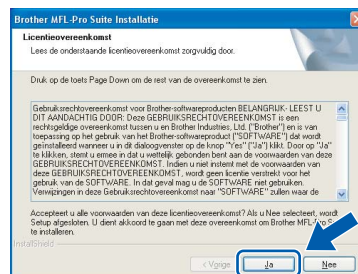 Brother MFL-Pro Suite Installatie
Licentieovereenkomst
Lees de onderstaande licentieovereenkomst zorgvuldig door.
Druk op de toets Page Down om de rest van de overeenkomst te zien.
Gebruiksrechtovereenkomst voor Brother-softwareproducten BELANGRIJK- LEEST U
DIT AANDACHTIG DOOR: Deze GEBRUIKSRECHTOVEREENKOMST is een
rechtsgeldige overeenkomst tussen u en Brother Industries, Ltd. ("Brother") en is van
toepassing op het gebruik van het Brother-softwareproduct ("SOFTWARE") dat wordt
geïnstalleerd wanneer u in dit dialoogvenster op de knop "Yes" ("Ja") klikt. Door op "Ja"
te klikken, stemt u ermee in dat u wettelijk gebonden bent aan de voorwaarden van deze
GEBRUIKSRECHTOVEREENKOMST. Indien u niet instemt met de voorwaarden van
deze GEBRUIKSRECHTOVEREENKOMST, wordt geen licentie verstrekt voor het
gebruik van de SOFTWARE. In dat geval mag u de SOFTWARE niet gebruiken.
Verwijzingen in deze Gebruiksrechtovereenkomst naar "SOFTWARE" zullen waar de
Accepteert u alle voorwaarden van deze licentieovereenkomst? Als u Nee selecteert, wordt
Setup afgesloten. U dient akkoord te gaan met deze overeenkomst om Brother MFL-Pro S
te installeren.
InstallShield
< Vorige
Ja
Nee